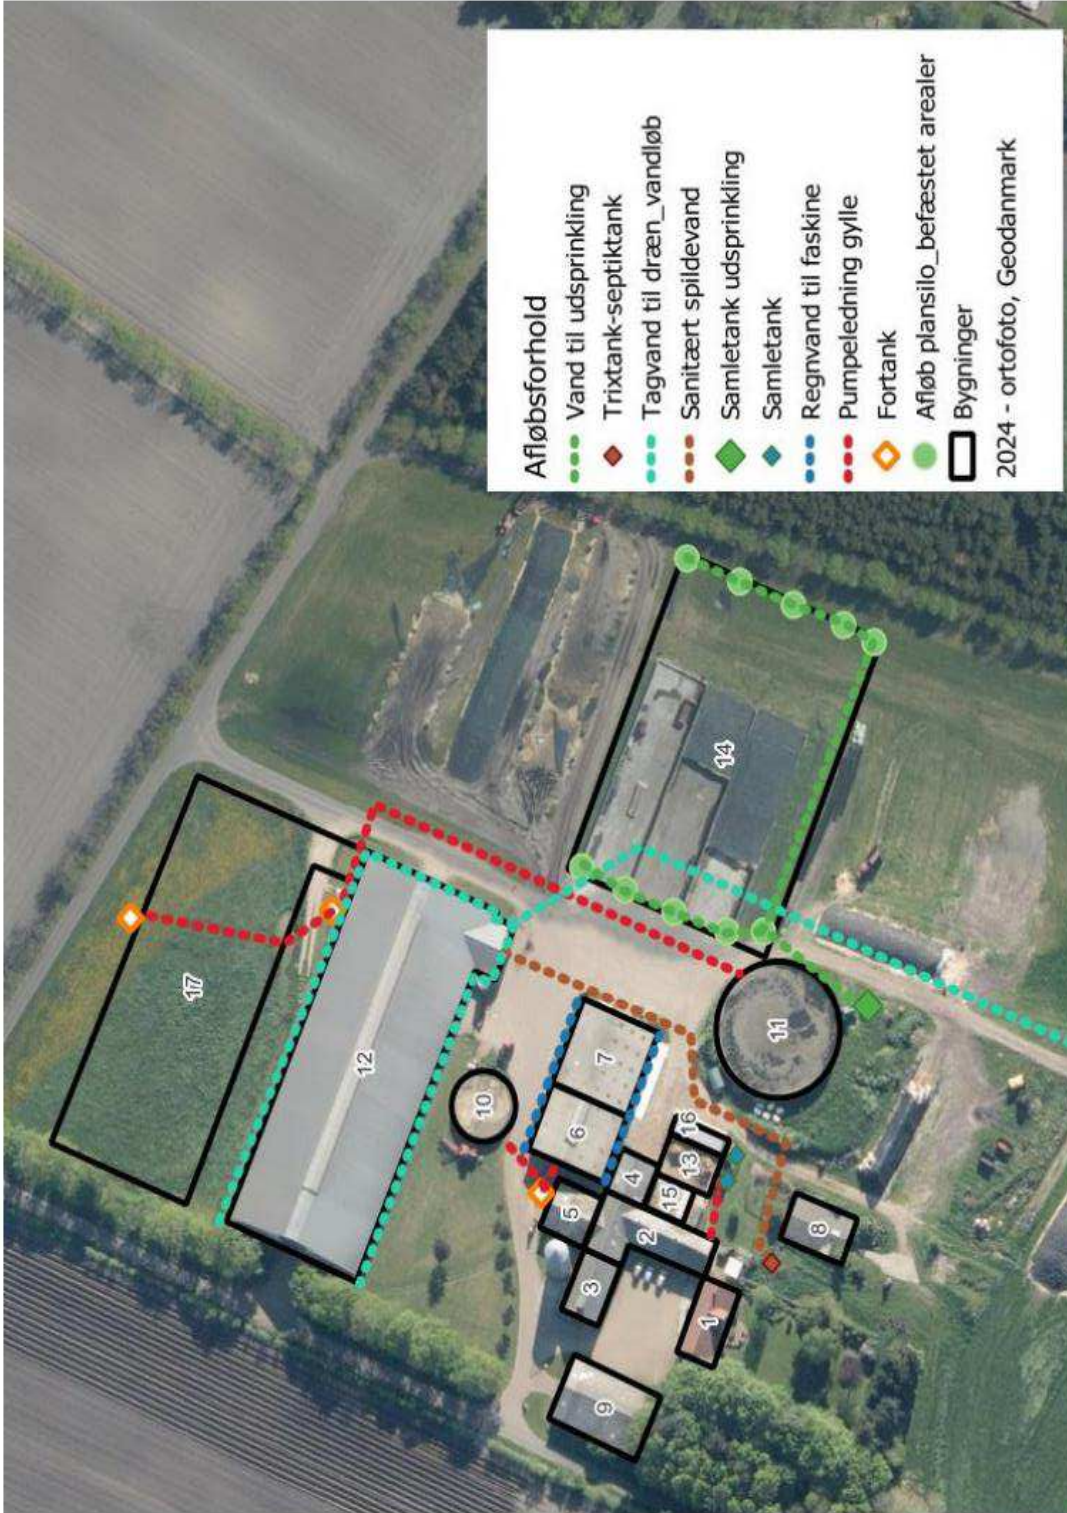 Afløbsforhold
Vand til udsprinkling
Trixtank-septiktank
Tagvand til dræn_vandløb
Sanitært spildevand
Samletank udsprinkling
Samletank
Regnvand til faskine
Pumpeledning gylle
Fortank
Afløb plansilo_befæstet arealer
Bygninger
2024 - ortofoto, Geodanmark
9
1
3
2
5
8
15
4
13
16
6
10
7
12
11
17
14